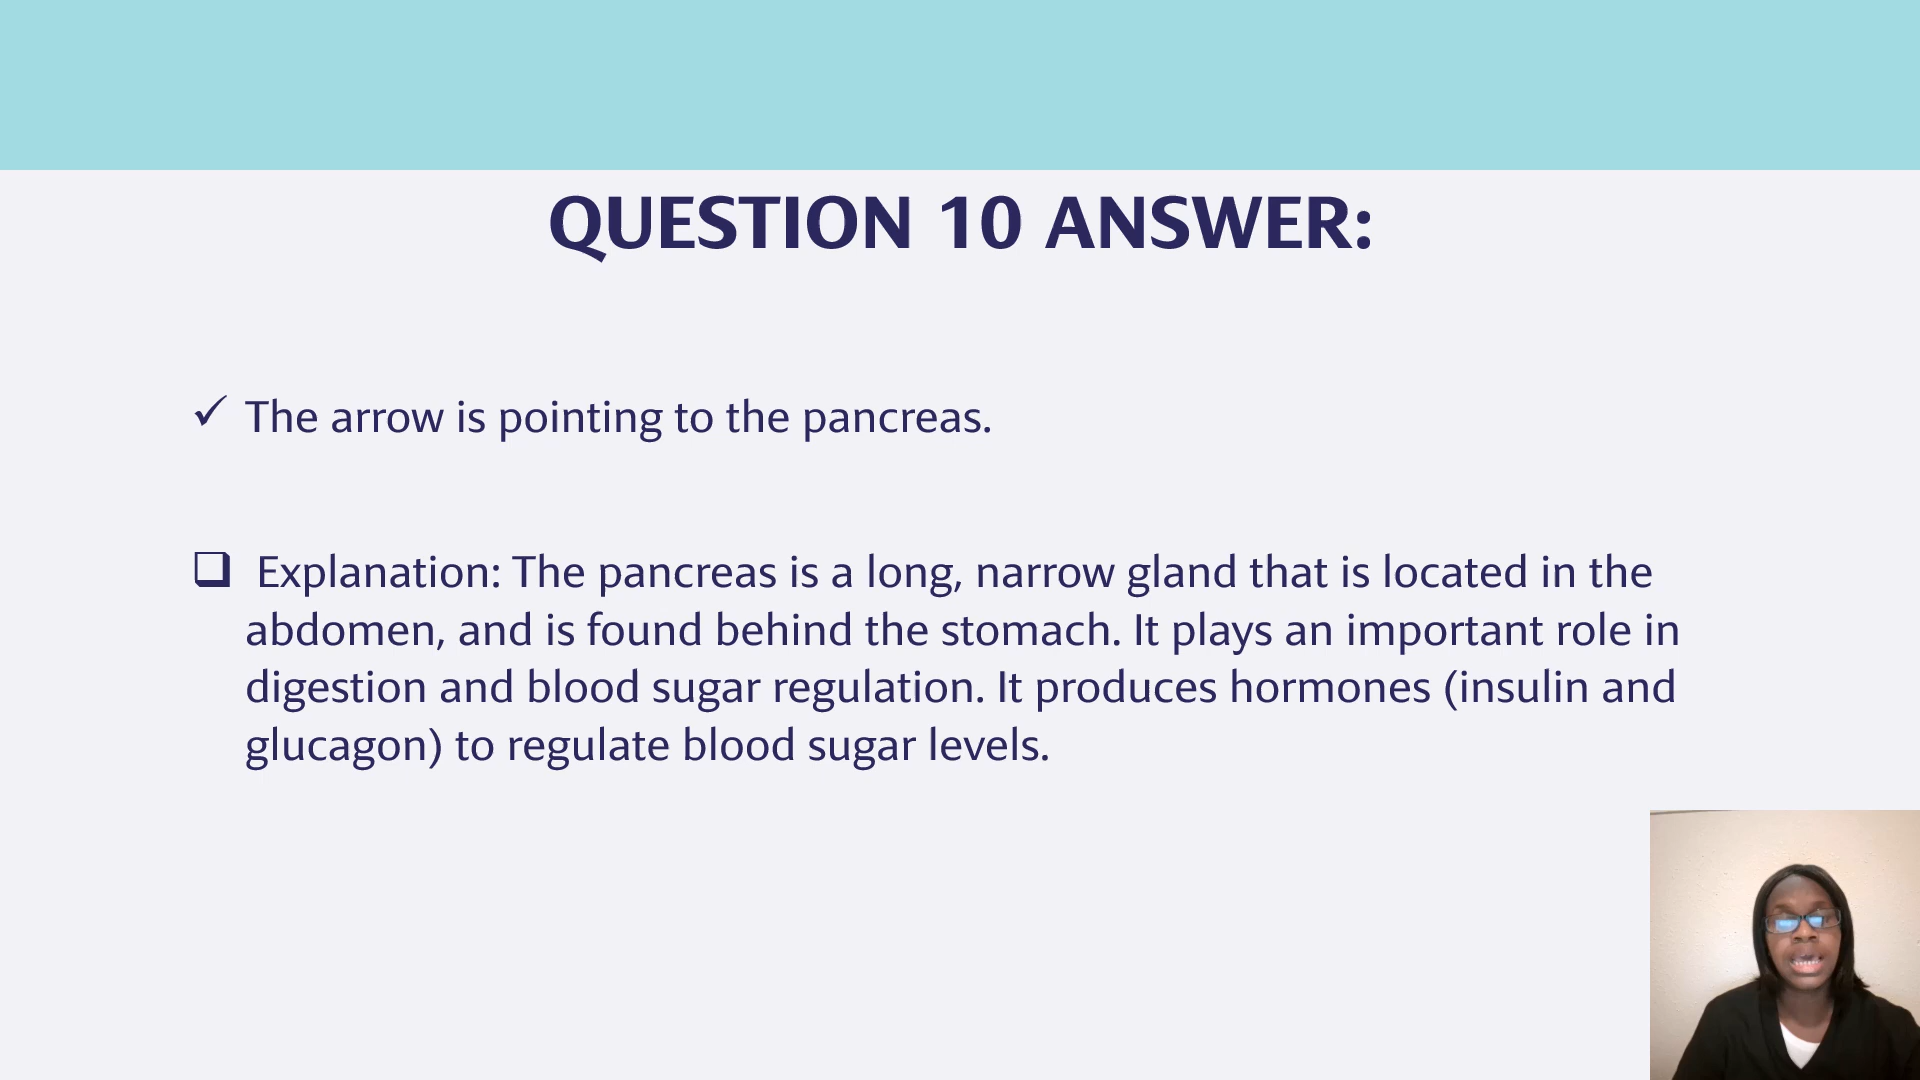 QUESTION 10 ANSWER:
The arrow is pointing to the pancreas.
Explanation: The pancreas is a long, narrow gland that is located in the
abdomen, and is found behind the stomach. It plays an important role in
digestion and blood sugar regulation. It produces hormones (insulin and
glucagon) to regulate blood sugar levels.